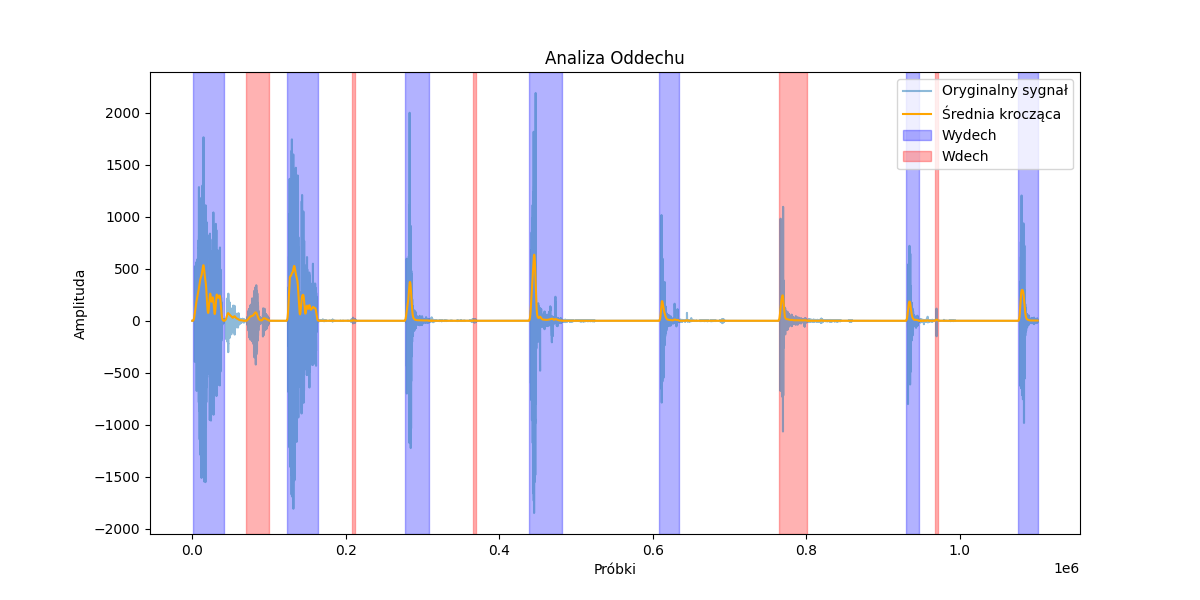 Analiza Oddechu
Oryginalny sygnał
Średnia krocząca
Wydech
Wdech
Amplituda
2000
1500
1000
500
0
−500
−1000
−1500
−2000
0.0 0.2 0.4 0.6 0.8 1.0
1e6
Próbki